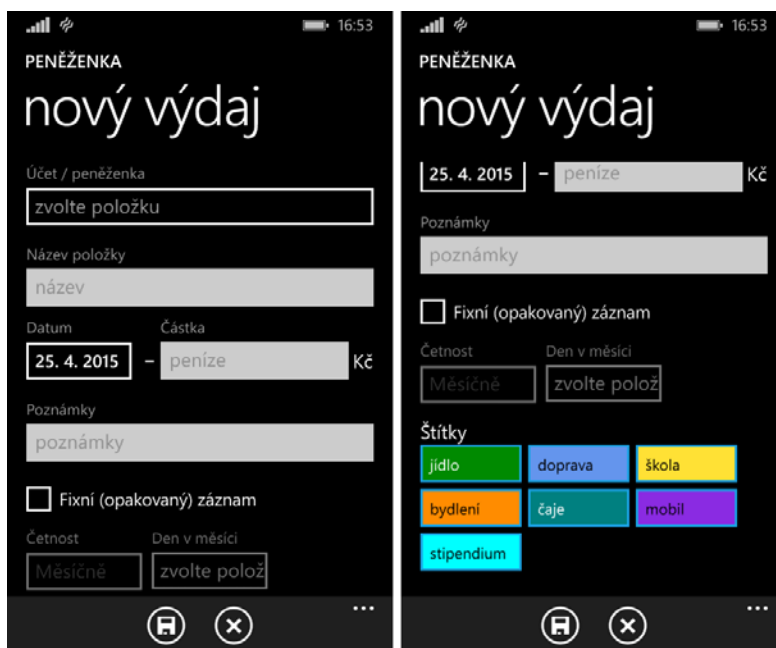 16:53
PENĚŽENKA
nový výdaj
Účet / peněženka
zvolte položku
Název položky
název
Datum Částka
25. 4. 2015 – peníze Kč
Poznámky
poznámky
Fixní (opakovaný) záznam
Četnost Den v měsíci
Měsíčně zvolte polož
...
16:53
PENĚŽENKA
nový výdaj
25. 4. 2015 – peníze Kč
Poznámky
poznámky
Fixní (opakovaný) záznam
Četnost Den v měsíci
Měsíčně zvolte polož
Štítky
jídlo doprava škola
bydlení čaje mobil
stipendium
...